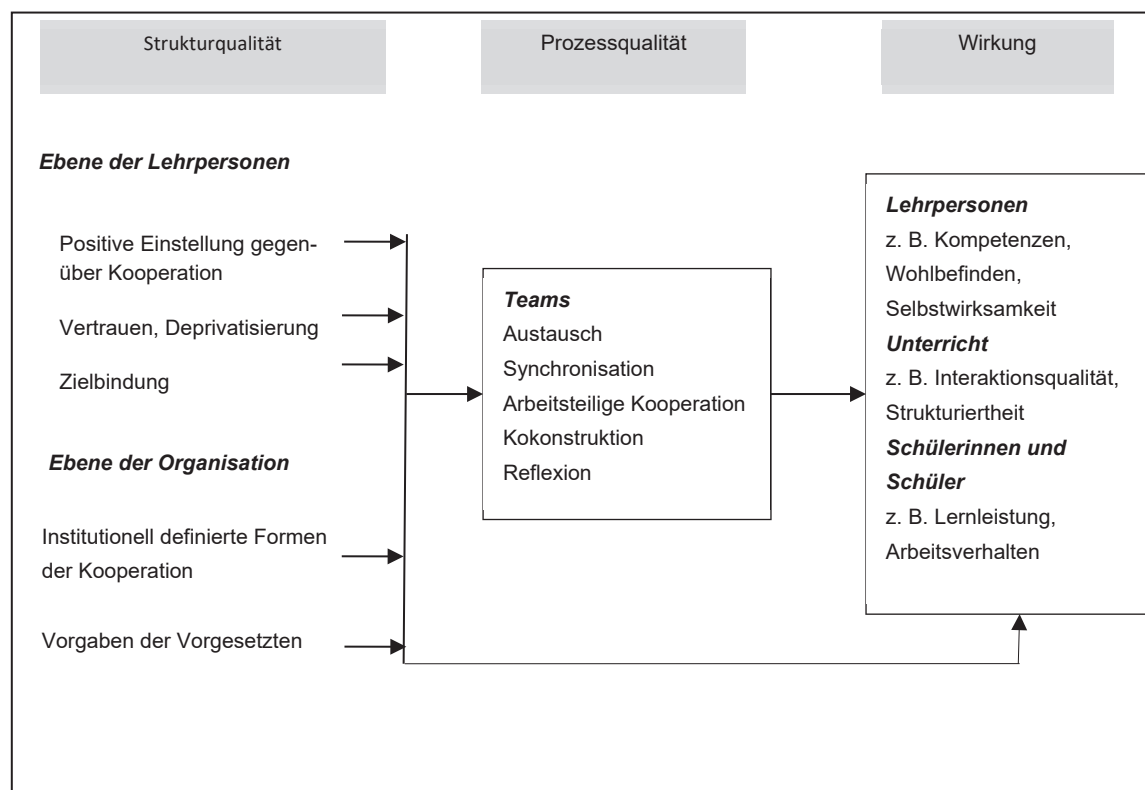 Strukturqualität
Prozessqualität
Wirkung
Ebene der Lehrpersonen
Positive Einstellung gegen-
über Kooperation
Vertrauen, Deprivatisierung
Zielbindung
Ebene der Organisation
Institutionell definierte Formen
der Kooperation
Vorgaben der Vorgesetzten
Teams
Austausch
Synchronisation
Arbeitsteilige Kooperation
Kokonstruktion
Reflexion
Lehrpersonen
z. B. Kompetenzen,
Wohlbefinden,
Selbstwirksamkeit
Unterricht
z. B. Interaktionsqualität,
Strukturiertheit
Schülerinnen und
Schüler
z. B. Lernleistung,
Arbeitsverhalten